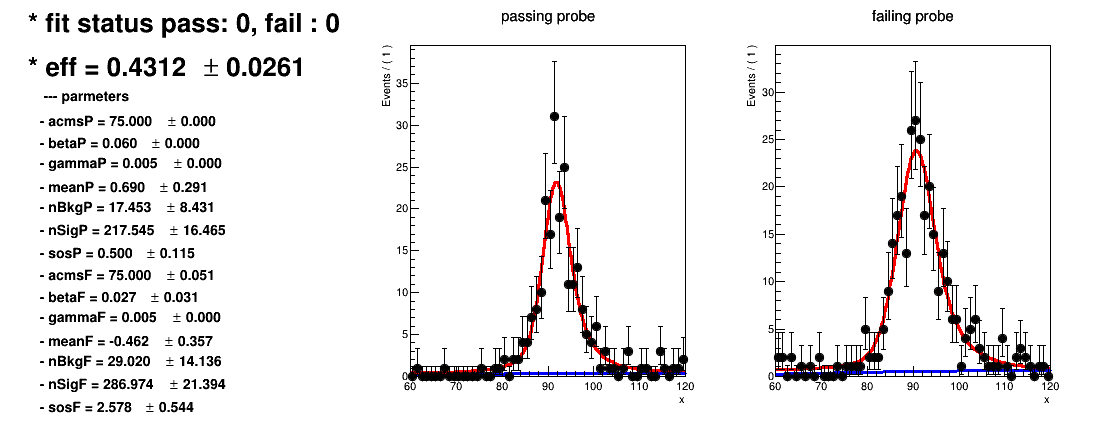 * fit status pass: 0, fail : 0
* eff = 0.4312 ± 0.0261
--- parmeters
- acmsP = 75.000 ± 0.000
- betaP = 0.060 ± 0.000
- gammaP = 0.005 ± 0.000
- meanP = 0.690 ± 0.291
- nBkgP = 17.453 ± 8.431
- nSigP = 217.545 ± 16.465
- sosP = 0.500 ± 0.115
- acmsF = 75.000 ± 0.051
- betaF = 0.027 ± 0.031
- gammaF = 0.005 ± 0.000
- meanF = -0.462 ± 0.357
- nBkgF = 29.020 ± 14.136
- nSigF = 286.974 ± 21.394
- sosF = 2.578 ± 0.544
passing probe
Events / ( 1 )
35
30
25
20
15
10
5
0
60 70 80 90 100 110 120
x
failing probe
Events / ( 1 )
30
25
20
15
10
5
0
60 70 80 90 100 110 120
x